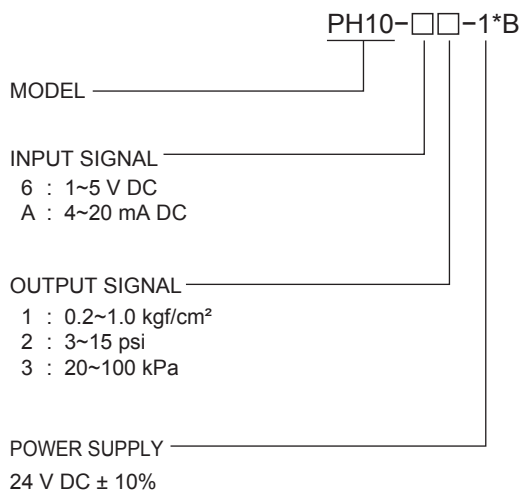 PH10-□□-1*B
MODEL
INPUT SIGNAL
6 : 1~5 V DC
A : 4~20 mA DC
OUTPUT SIGNAL
1 : 0.2~1.0 kgf/cm²
2 : 3~15 psi
3 : 20~100 kPa
POWER SUPPLY
24 V DC ± 10%